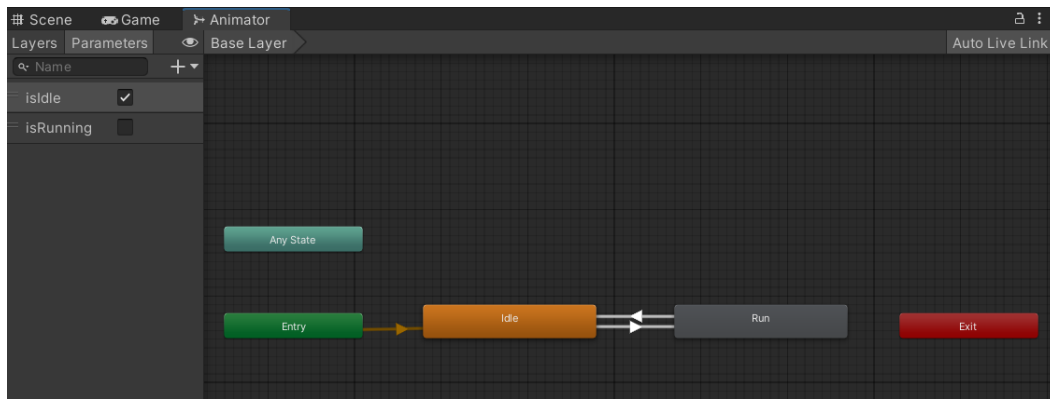 Scene Game Animator
Layers Parameters Base Layer Auto Live Link
Name
isIdle
isRunning
Any State
Idle Run
Entry Exit